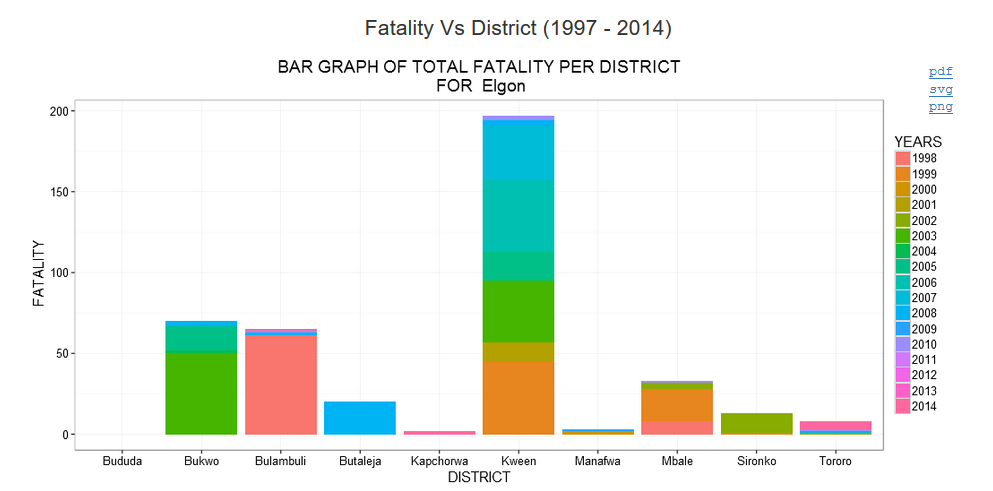 Fatality Vs District (1997 - 2014)
BAR GRAPH OF TOTAL FATALITY PER DISTRICT
FOR Elgon
pdf
svg
png
YEARS
1998
1999
2000
2001
2002
2003
2004
2005
2006
2007
2008
2009
2010
2011
2012
2013
2014
FATALITY
200
150
100
50
0
Bududa Bukwo Bulambuli Butaleja Kapchorwa Kween Manafwa Mbale Sironko Tororo
DISTRICT